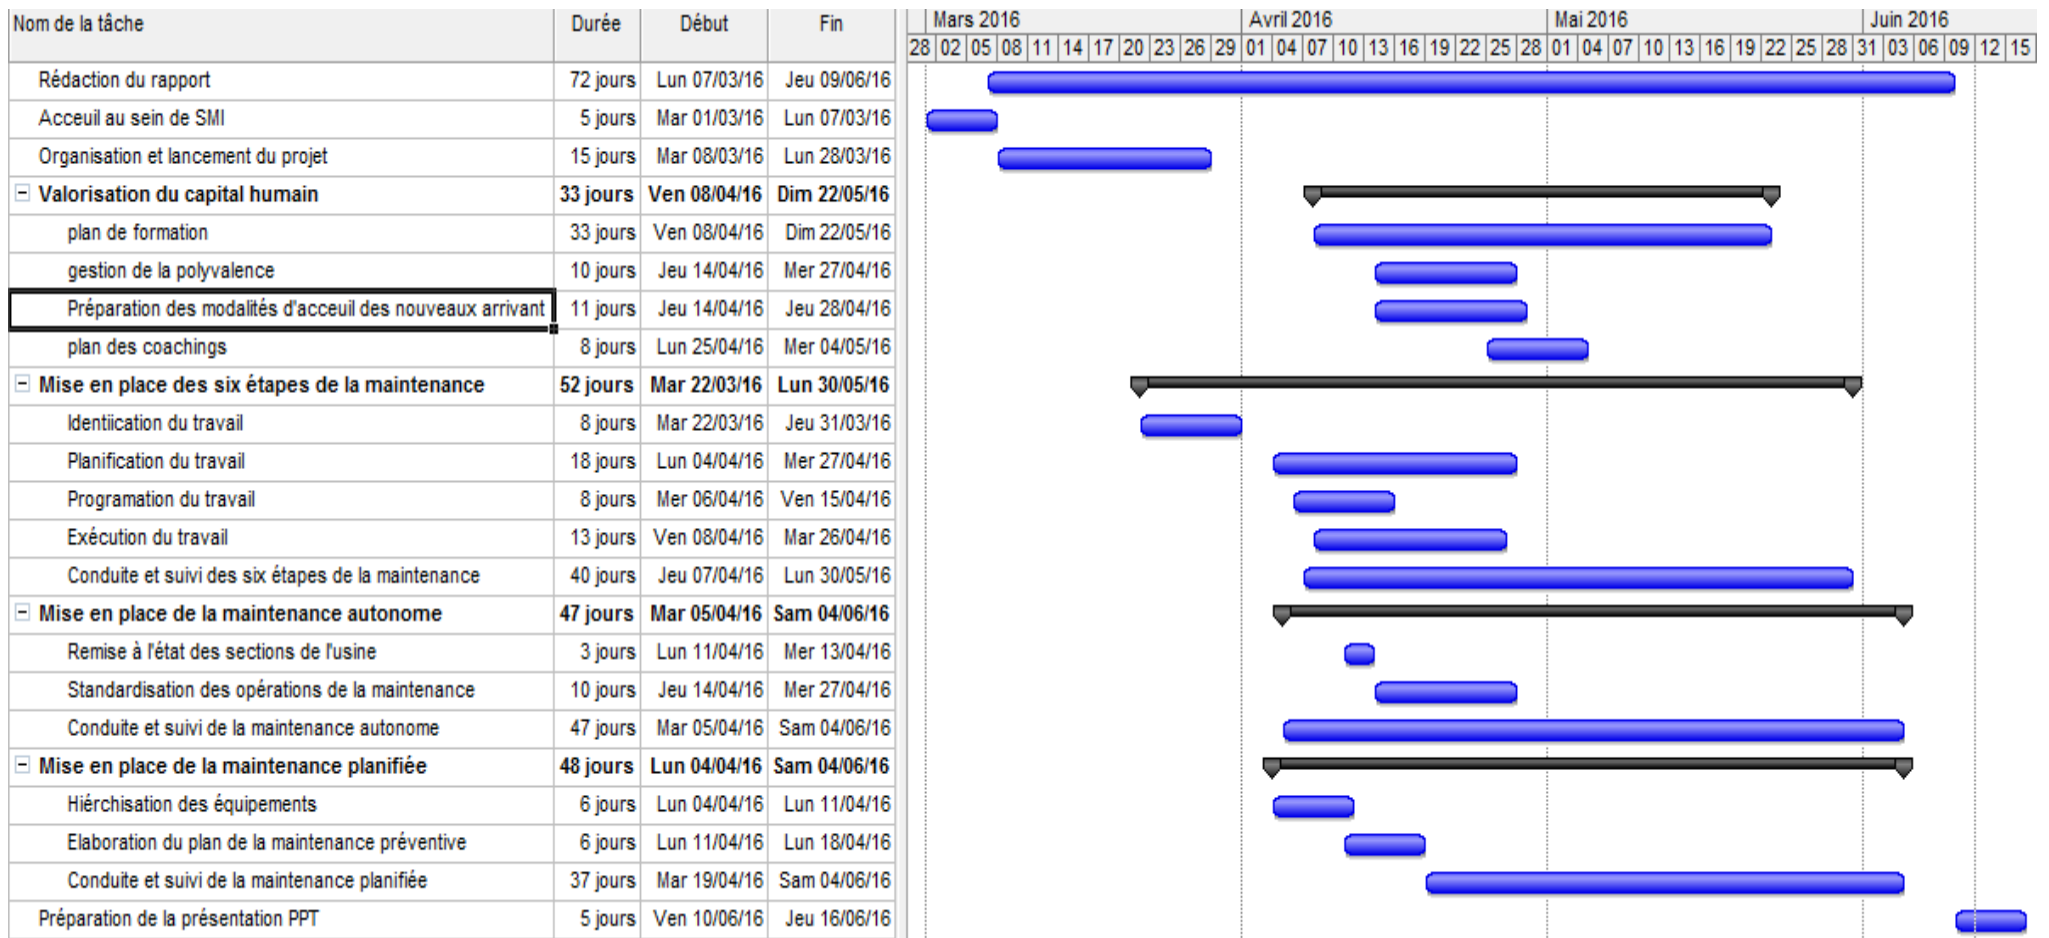 Nom de la tâche Durée Début Fin Mars 2016 Avril 2016 Mai 2016 Juin 2016
28 02 05 08 11 14 17 20 23 26 29 01 04 07 10 13 16 19 22 25 28 01 04 07 10 13 16 19 22 25 28 31 03 06 09 12 15
Rédaction du rapport 72 jours Lun 07/03/16 Jeu 09/06/16
Acceuil au sein de SMI 5 jours Mar 01/03/16 Lun 07/03/16
Organisation et lancement du projet 15 jours Mar 08/03/16 Lun 28/03/16
Valorisation du capital humain 33 jours Ven 08/04/16 Dim 22/05/16
plan de formation 33 jours Ven 08/04/16 Dim 22/05/16
gestion de la polyvalence 10 jours Jeu 14/04/16 Mer 27/04/16
Préparation des modalités d'acceuil des nouveaux arrivant 11 jours Jeu 14/04/16 Jeu 28/04/16
plan des coachings 8 jours Lun 25/04/16 Mer 04/05/16
Mise en place des six étapes de la maintenance 52 jours Mar 22/03/16 Lun 30/05/16
Identiication du travail 8 jours Mar 22/03/16 Jeu 31/03/16
Planification du travail 18 jours Lun 04/04/16 Mer 27/04/16
Programation du travail 8 jours Mer 06/04/16 Ven 15/04/16
Exécution du travail 13 jours Ven 08/04/16 Mar 26/04/16
Conduite et suivi des six étapes de la maintenance 40 jours Jeu 07/04/16 Lun 30/05/16
Mise en place de la maintenance autonome 47 jours Mar 05/04/16 Sam 04/06/16
Remise à l'état des sections de l'usine 3 jours Lun 11/04/16 Mer 13/04/16
Standardisation des opérations de la maintenance 10 jours Jeu 14/04/16 Mer 27/04/16
Conduite et suivi de la maintenance autonome 47 jours Mar 05/04/16 Sam 04/06/16
Mise en place de la maintenance planifiée 48 jours Lun 04/04/16 Sam 04/06/16
Hiérchisation des équipements 6 jours Lun 04/04/16 Lun 11/04/16
Elaboration du plan de la maintenance préventive 6 jours Lun 11/04/16 Lun 18/04/16
Conduite et suivi de la maintenance planifiée 37 jours Mar 19/04/16 Sam 04/06/16
Préparation de la présentation PPT 5 jours Ven 10/06/16 Jeu 16/06/16